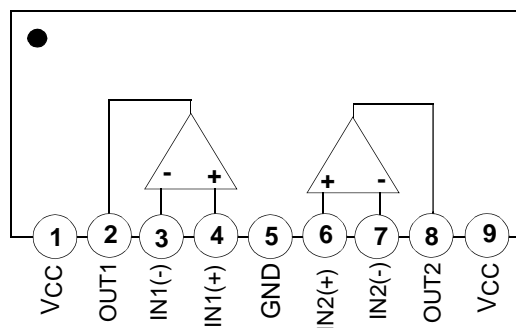 - +
+ -
1 2 3 4 5 6 7 8 9
VCC OUT1 IN1(-) IN1(+) GND IN2(+) IN2(-) OUT2 VCC